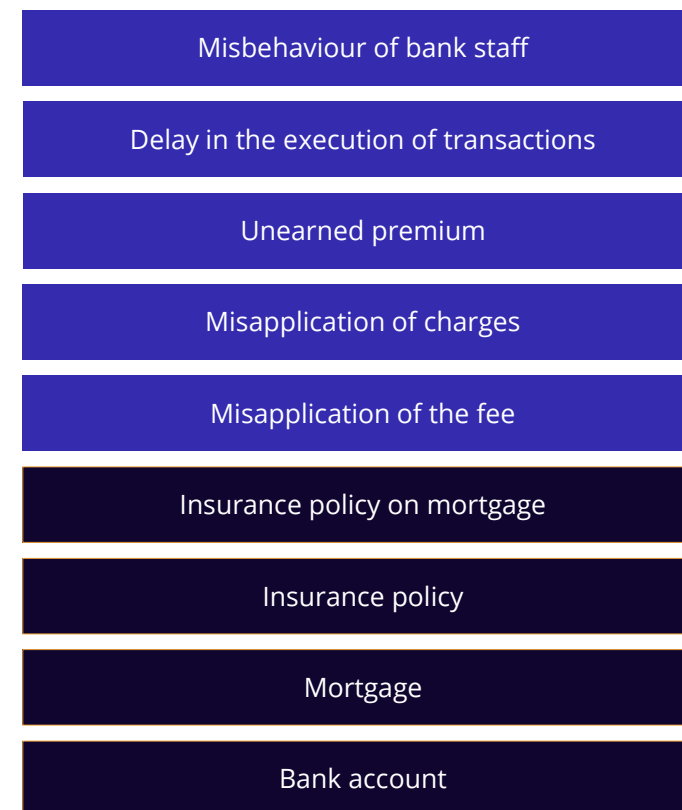 Misbehaviour of bank staff
Delay in the execution of transactions
Unearned premium
Misapplication of charges
Misapplication of the fee
Insurance policy on mortgage
Insurance policy
Mortgage
Bank account